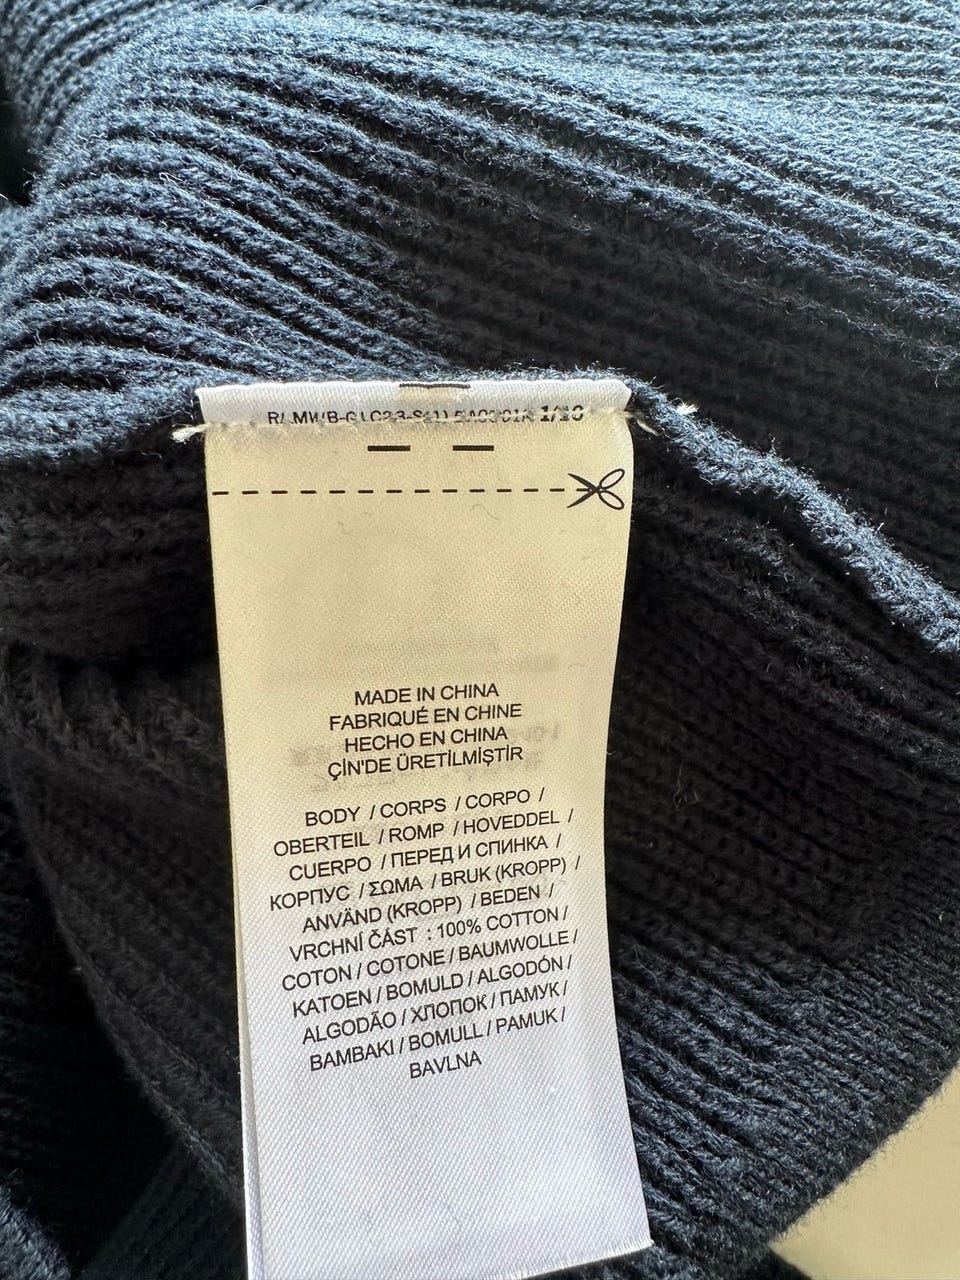 1/16
MADE IN CHINA
FABRIQUÉ EN CHINE
HECHO EN CHINA
ÇİN'DE ÜRETİLMİŞTİR
BODY / CORPS / CORPO /
OBERTEIL / ROMP / HOVEDDEL /
CUERPO / ПЕРЕД И СПИНКА /
КОРПУС / ΣΩΜΑ / BRUK (KROPP) /
ANVÄND (KROPP) / BEDEN /
VRCHNÍ ČÁST : 100% COTTON /
COTON / COTONE / BAUMWOLLE /
KATOEN / BOMULD / ALGODÓN /
ALGODÃO / ХЛОПОК / ПАМУК /
BAMBAKI / BOMULL / PAMUK /
BAVLNA